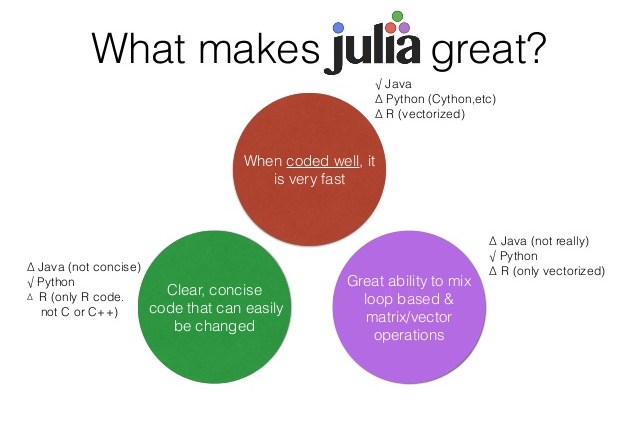 What makes julia great?
√ Java
Δ Python (Cython,etc)
Δ R (vectorized)
When coded well, it
is very fast
Δ Java (not concise)
√ Python
Δ R (only R code.
not C or C++)
Clear, concise
code that can easily
be changed
Great ability to mix
loop based &
matrix/vector
operations
Δ Java (not really)
√ Python
Δ R (only vectorized)